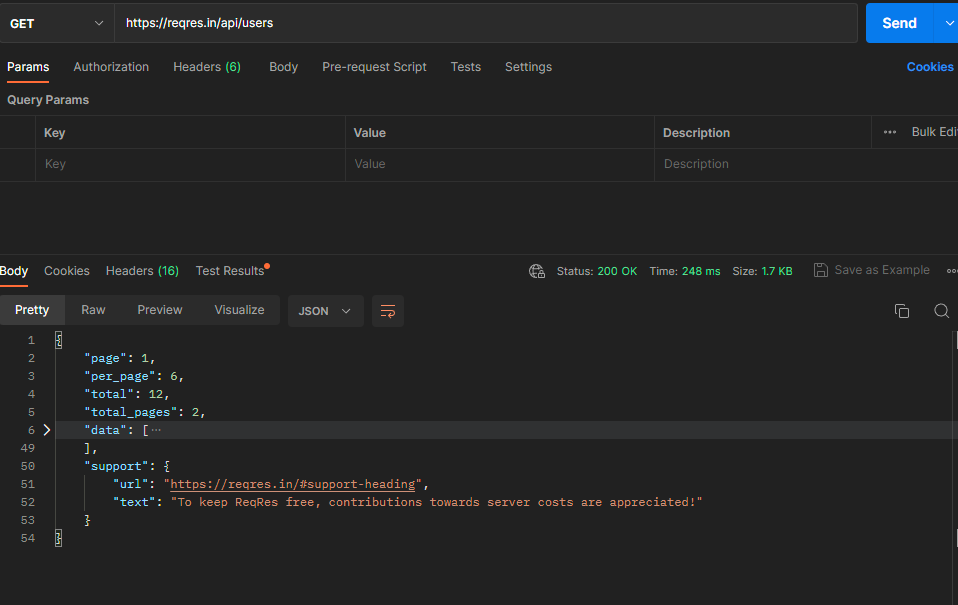 GET https://reqres.in/api/users Send
Params Authorization Headers (6) Body Pre-request Script Tests Settings Cookies
Query Params
Key Value Description ••• Bulk Edi
Key Value Description
Body Cookies Headers (16) Test Results Status: 200 OK Time: 248 ms Size: 1.7 KB Save as Example
Pretty Raw Preview Visualize JSON
1 {
2 "page": 1,
3 "per_page": 6,
4 "total": 12,
5 "total_pages": 2,
6 "data": [···
49 ],
50 "support": {
51 "url": "https://reqres.in/#support-heading",
52 "text": "To keep ReqRes free, contributions towards server costs are appreciated!"
53 }
54 }